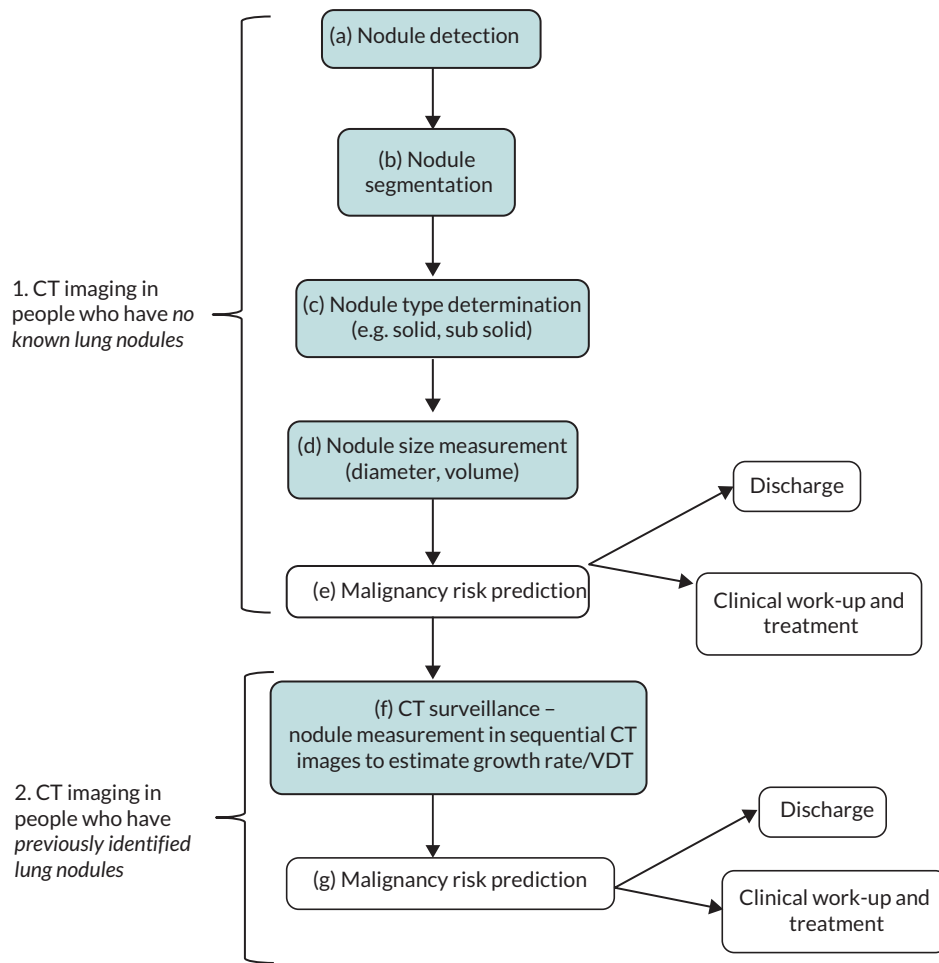 (a) Nodule detection
(b) Nodule
segmentation
1. CT imaging in
people who have no
known lung nodules
(c) Nodule type determination
(e.g. solid, sub solid)
(d) Nodule size measurement
(diameter, volume)
Discharge
(e) Malignancy risk prediction
Clinical work-up and
treatment
(f) CT surveillance –
nodule measurement in sequential CT
images to estimate growth rate/VDT
2. CT imaging in
people who have
previously identified
lung nodules
Discharge
(g) Malignancy risk prediction
Clinical work-up and
treatment